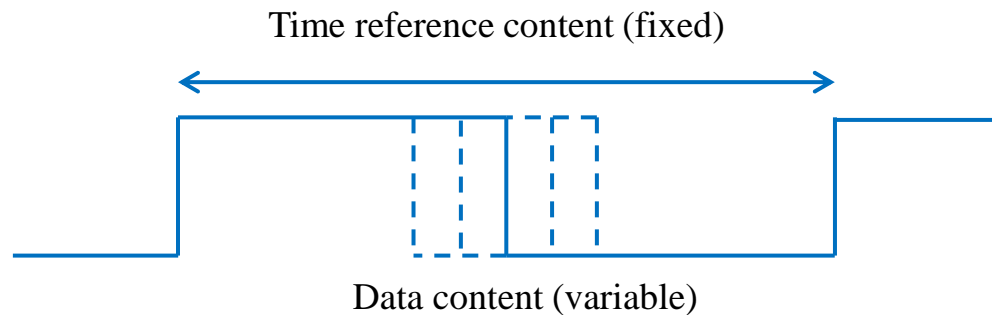 Time reference content (fixed)
Data content (variable)